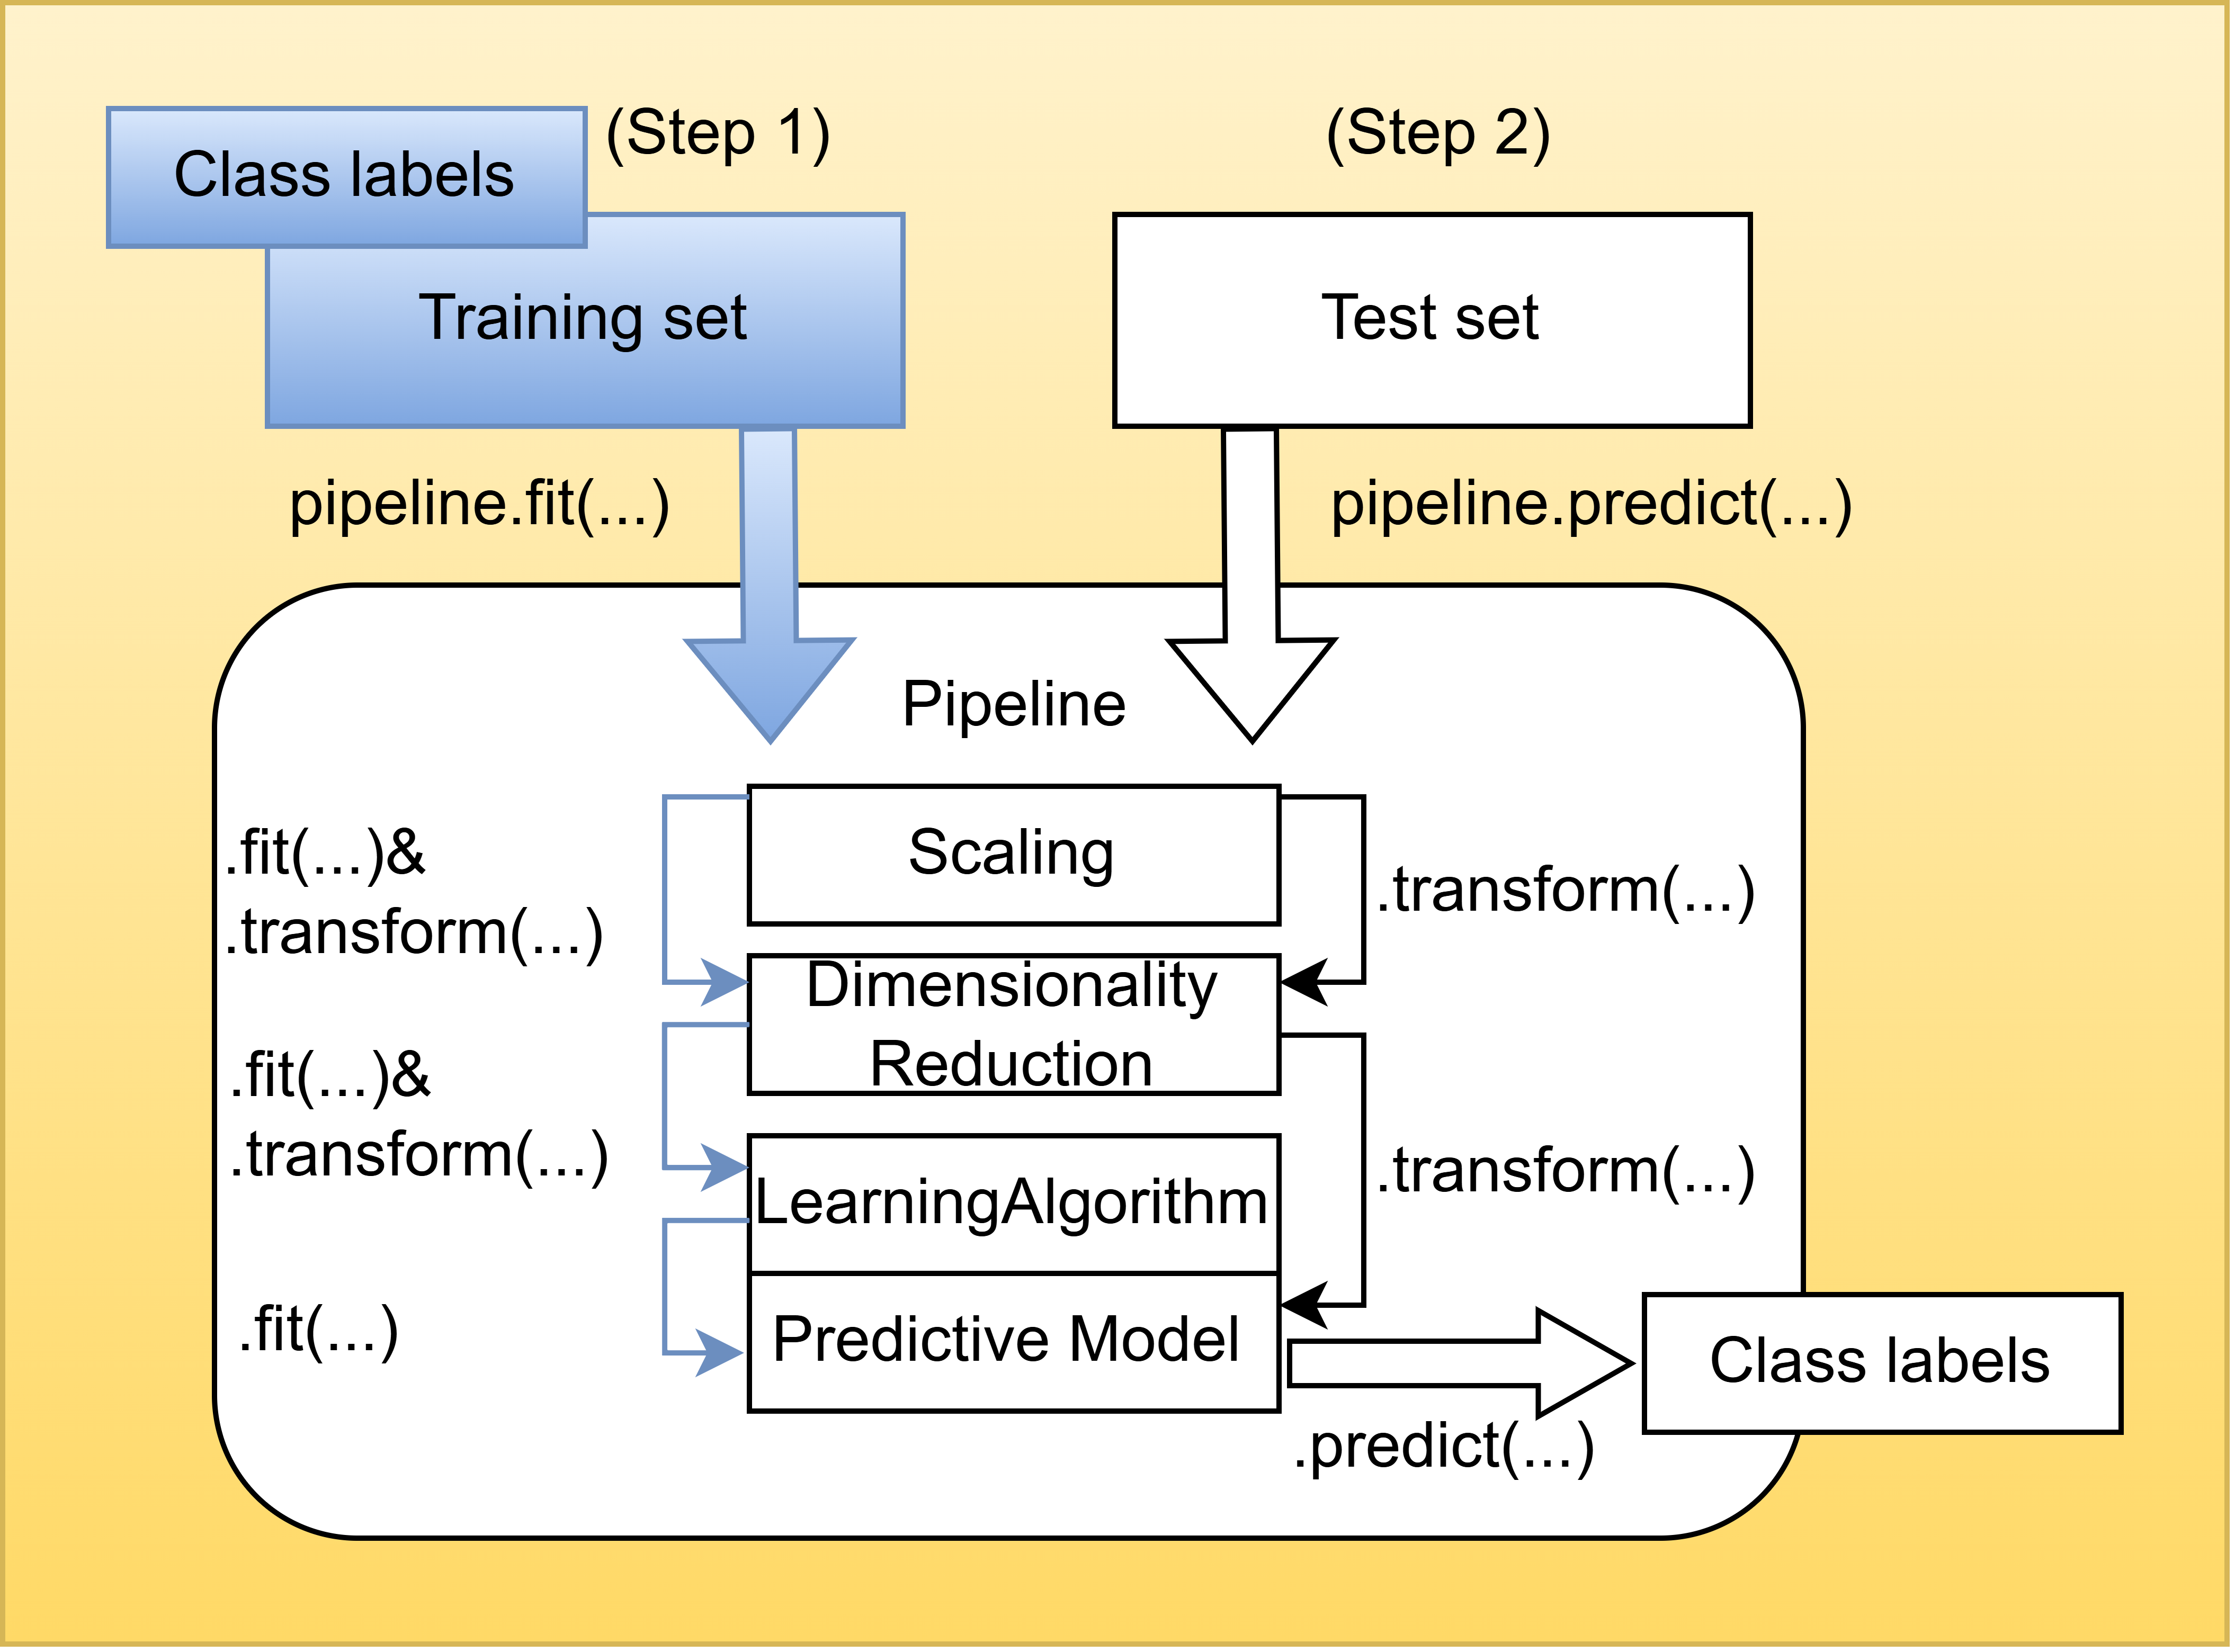 Class labels
(Step 1)
(Step 2)
Training set
Test set
pipeline.fit(...)
pipeline.predict(...)
Pipeline
.fit(...)&
.transform(...)
Scaling
.transform(...)
Dimensionality
Reduction
.fit(...)&
.transform(...)
.transform(...)
LearningAlgorithm
.fit(...)
Predictive Model
Class labels
.predict(...)